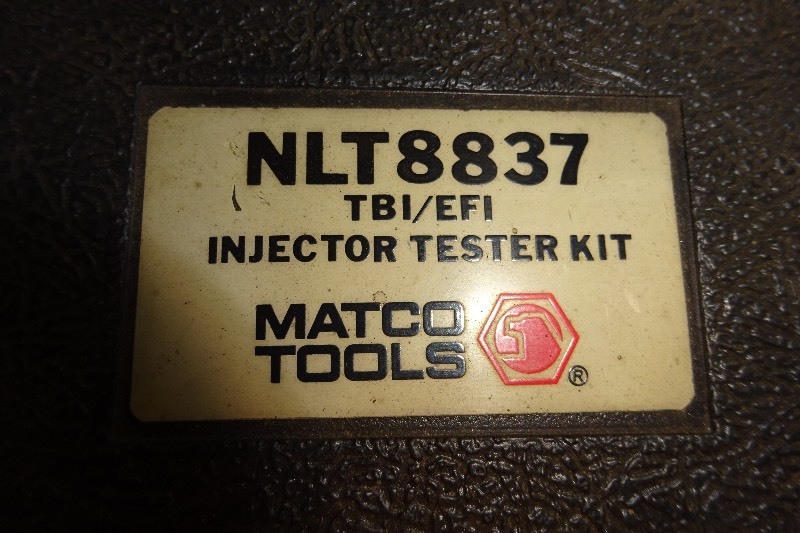 NLT8837
TBI/EFI
INJECTOR TESTER KIT
MATCO
TOOLS
®